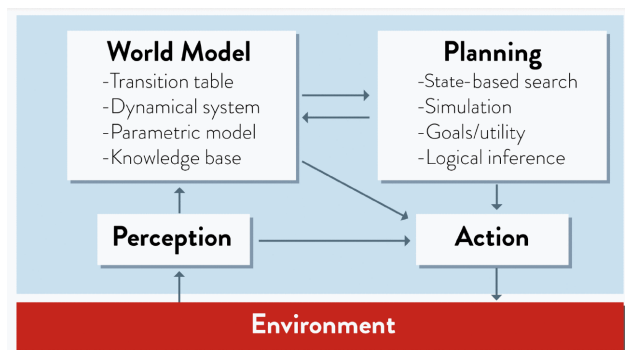 World Model
-Transition table
-Dynamical system
-Parametric model
-Knowledge base
Planning
-State-based search
-Simulation
-Goals/utility
-Logical inference
Perception
Action
Environment